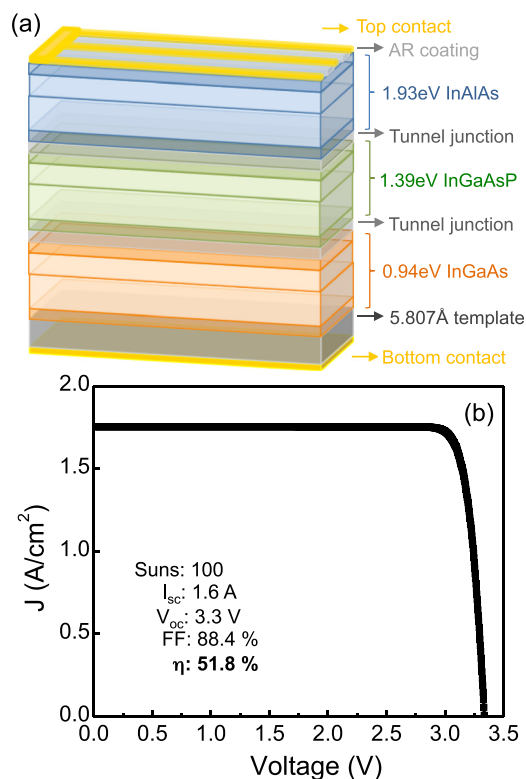 (a)
Top contact
AR coating
1.93eV InAlAs
Tunnel junction
1.39eV InGaAsP
Tunnel junction
0.94eV InGaAs
5.807Å template
Bottom contact
(b)
2.0
1.5
1.0
0.5
0.0
J (A/cm²)
Suns: 100
Isc: 1.6 A
Voc: 3.3 V
FF: 88.4 %
η: 51.8 %
0.0 0.5 1.0 1.5 2.0 2.5 3.0 3.5
Voltage (V)